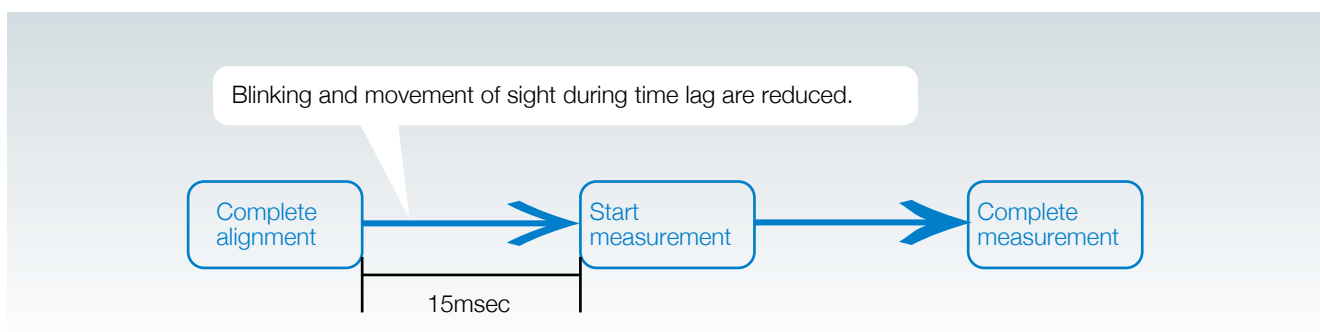 Blinking and movement of sight during time lag are reduced.
Complete
alignment
Start
measurement
Complete
measurement
15msec